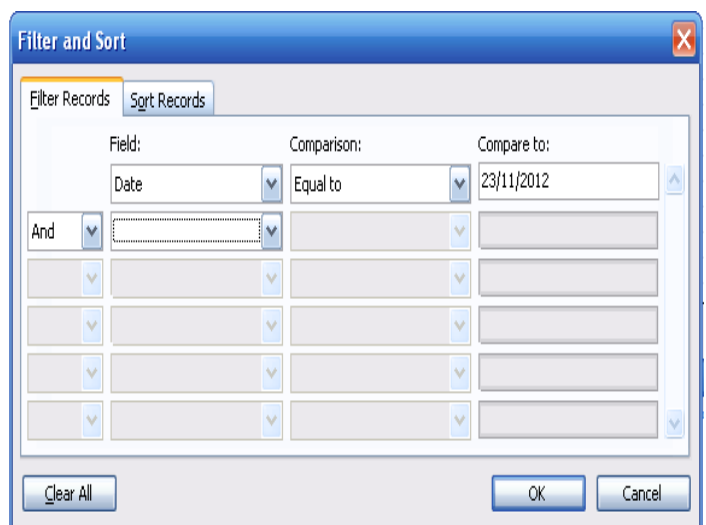 Filter and Sort
Filter Records Sort Records
Field: Comparison: Compare to:
Date Equal to 23/11/2012
And
Clear All OK Cancel